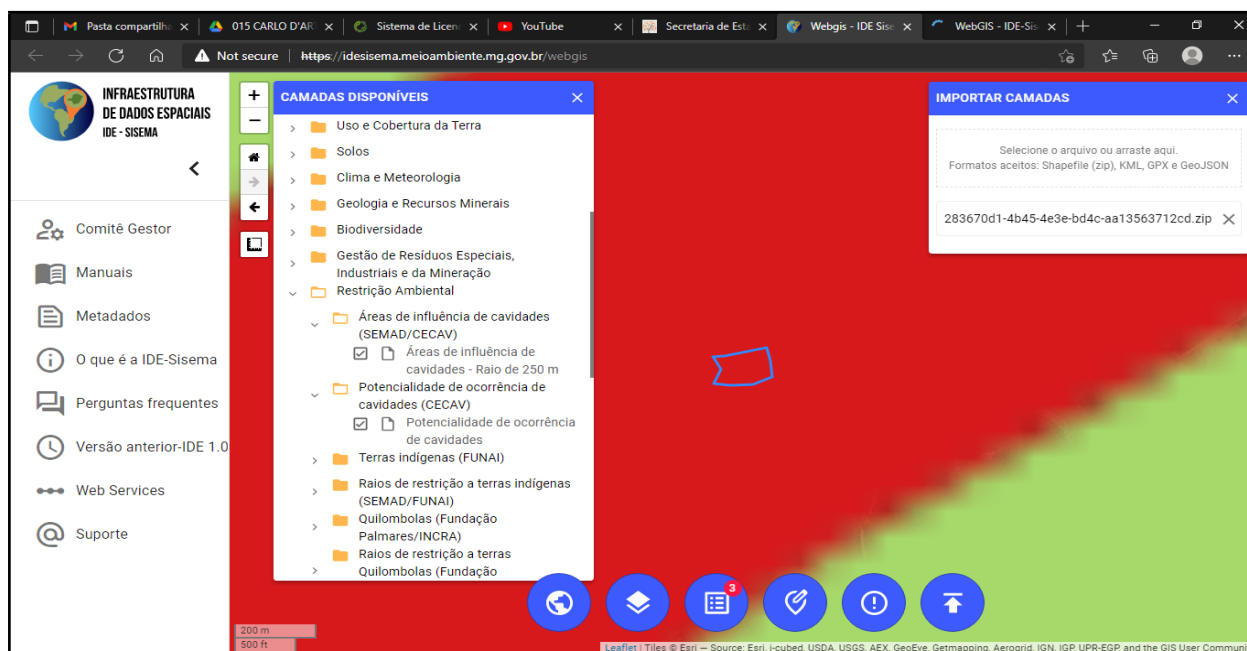 Pasta compartilha
015 CARLO D'AR
Sistema de Licenc
YouTube
Secretaria de Esta
Webgis - IDE Sise
WebGIS - IDE-Sis
Not secure | https://idesisema.meioambiente.mg.gov.br/webgis
INFRAESTRUTURA
DE DADOS ESPACIAIS
IDE - SISEMA
Comitê Gestor
Manuais
Metadados
O que é a IDE-Sisema
Perguntas frequentes
Versão anterior-IDE 1.0
Web Services
Suporte
CAMADAS DISPONÍVEIS
Uso e Cobertura da Terra
Solos
Clima e Meteorologia
Geologia e Recursos Minerais
Biodiversidade
Gestão de Resíduos Especiais,
Industriais e da Mineração
Restrição Ambiental
Áreas de influência de cavidades
(SEMAD/CECAV)
Áreas de influência de
cavidades - Raio de 250 m
Potencialidade de ocorrência de
cavidades (CECAV)
Potencialidade de ocorrência
de cavidades
Terras indígenas (FUNAI)
Raios de restrição a terras indígenas
(SEMAD/FUNAI)
Quilombolas (Fundação
Palmares/INCRA)
Raios de restrição a terras
Quilombolas (Fundação
IMPORTAR CAMADAS
Selecione o arquivo ou arraste aqui.
Formatos aceitos: Shapefile (zip), KML, GPX e GeoJSON
283670d1-4b45-4e3e-bd4c-aa13563712cd.zip
3
200 m
500 ft
Leaflet | Tiles © Esri — Source: Esri, i-cubed, USDA, USGS, AEX, GeoEye, Getmapping, Aerogrid, IGN, IGP, UPR-EGP, and the GIS User Communi